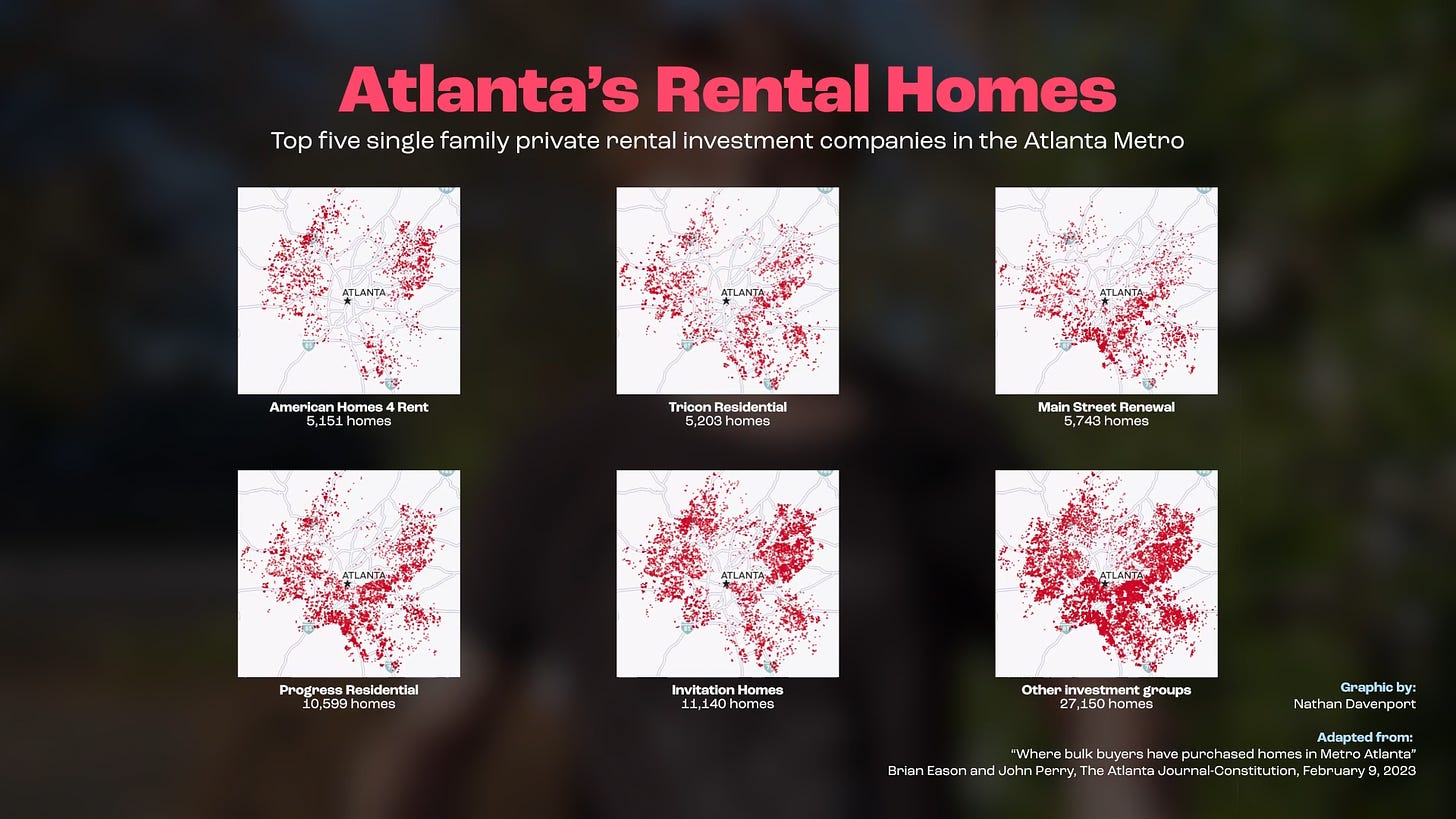 Atlanta’s Rental Homes
Top five single family private rental investment companies in the Atlanta Metro
ATLANTA
American Homes 4 Rent
5,151 homes
ATLANTA
Tricon Residential
5,203 homes
ATLANTA
Main Street Renewal
5,743 homes
ATLANTA
Progress Residential
10,599 homes
ATLANTA
Invitation Homes
11,140 homes
ATLANTA
Other investment groups
27,150 homes
Graphic by:
Nathan Davenport
Adapted from:
“Where bulk buyers have purchased homes in Metro Atlanta”
Brian Eason and John Perry, The Atlanta Journal-Constitution, February 9, 2023